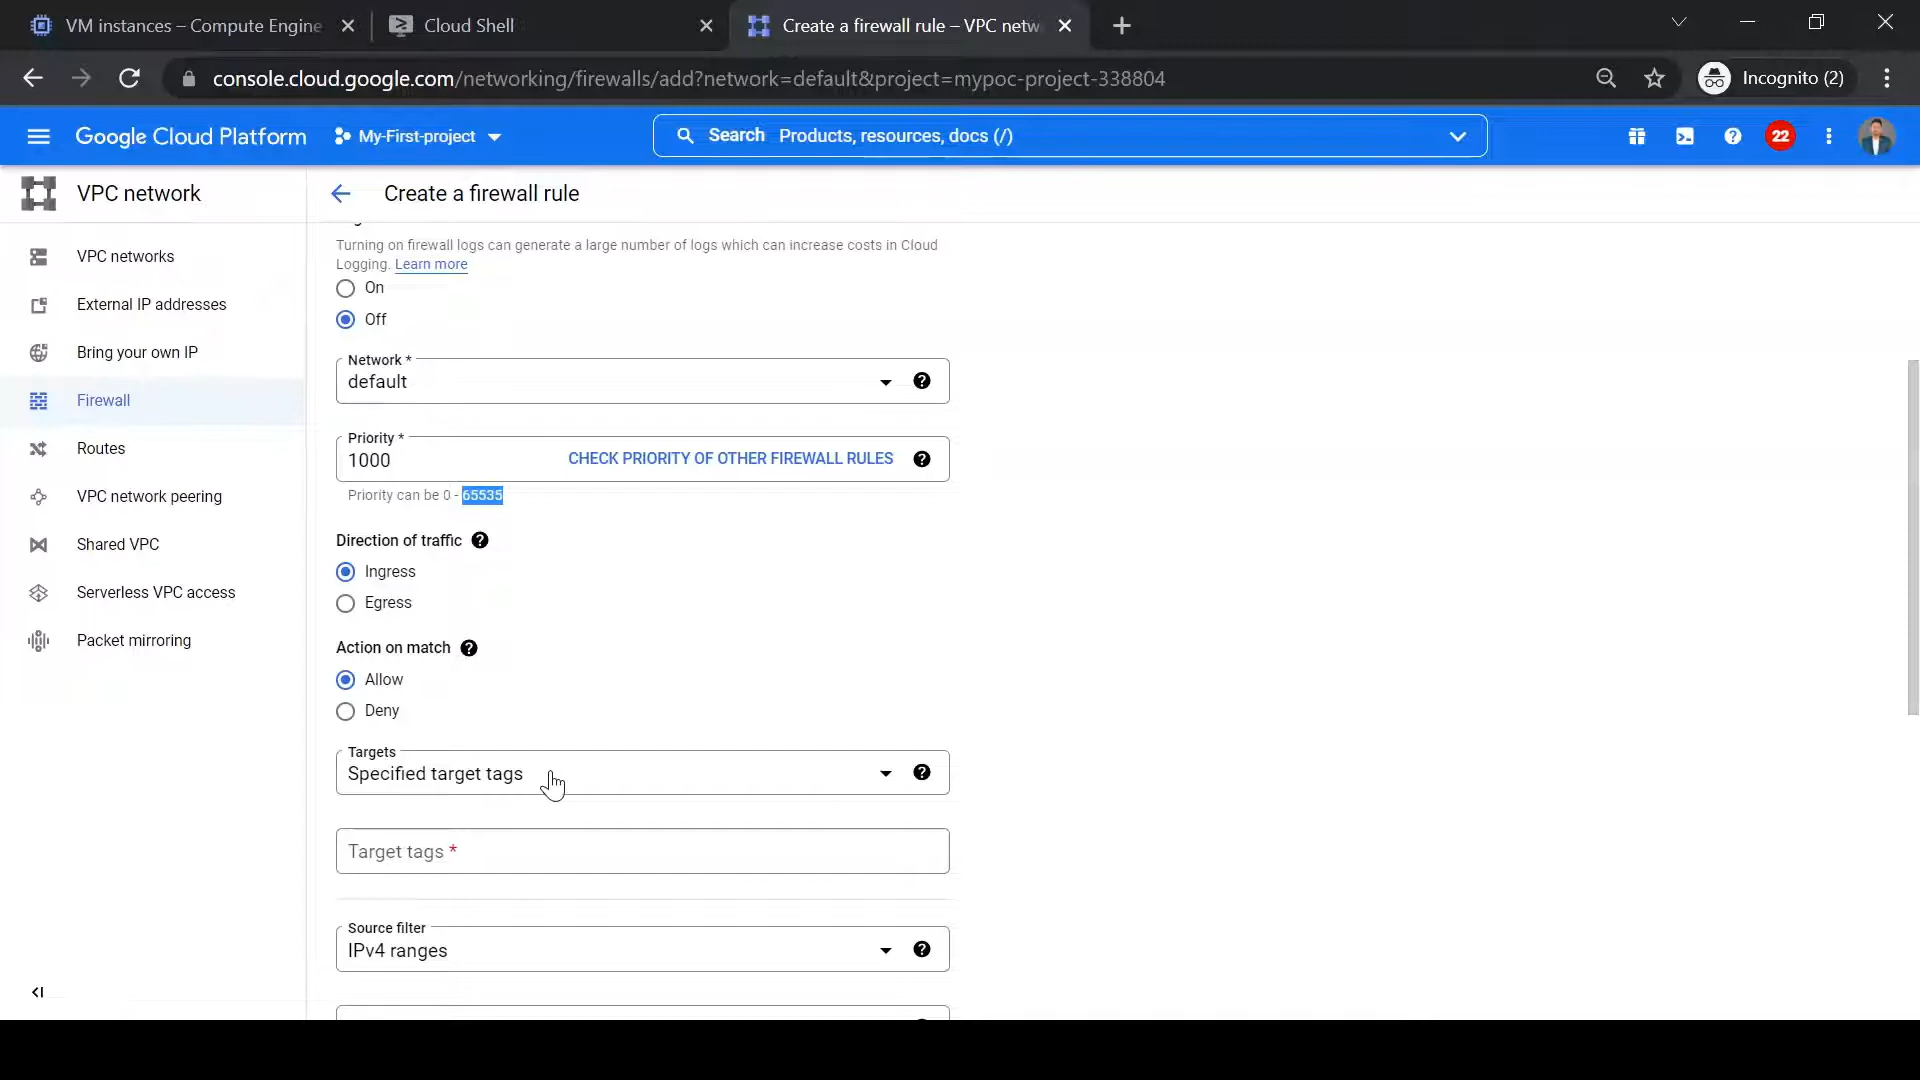 VM instances – Compute Engine
Cloud Shell
Create a firewall rule – VPC netw
console.cloud.google.com/networking/firewalls/add?network=default&project=mypoc-project-338804
Incognito (2)
Google Cloud Platform
My-First-project
Search Products, resources, docs (/)
22
VPC network
Create a firewall rule
VPC networks
External IP addresses
Bring your own IP
Firewall
Routes
VPC network peering
Shared VPC
Serverless VPC access
Packet mirroring
Turning on firewall logs can generate a large number of logs which can increase costs in Cloud
Logging. Learn more
On
Off
Network *
default
Priority *
1000 CHECK PRIORITY OF OTHER FIREWALL RULES
Priority can be 0 - 65535
Direction of traffic
Ingress
Egress
Action on match
Allow
Deny
Targets
Specified target tags
Target tags *
Source filter
IPv4 ranges